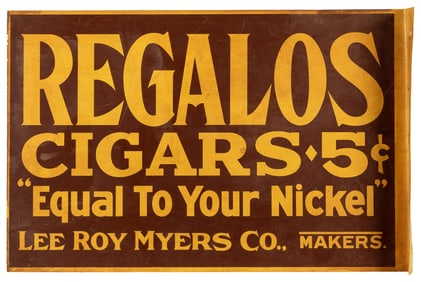 REGALOS
CIGARS • 5¢
"Equal To Your Nickel"
LEE ROY MYERS CO., MAKERS.